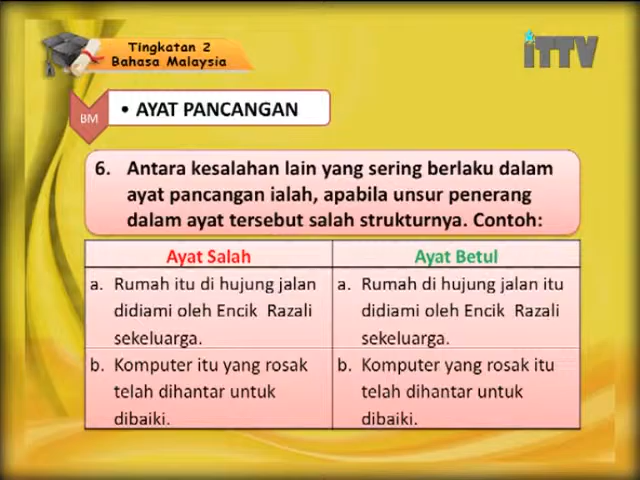 Tingkatan 2
Bahasa Malaysia
iTTV
BM
• AYAT PANCANGAN
6. Antara kesalahan lain yang sering berlaku dalam
ayat pancangan ialah, apabila unsur penerang
dalam ayat tersebut salah strukturnya. Contoh:
Ayat Salah
Ayat Betul
a. Rumah itu di hujung jalan
didiami oleh Encik Razali
sekeluarga.
a. Rumah di hujung jalan itu
didiami oleh Encik Razali
sekeluarga.
b. Komputer itu yang rosak
telah dihantar untuk
dibaiki.
b. Komputer yang rosak itu
telah dihantar untuk
dibaiki.